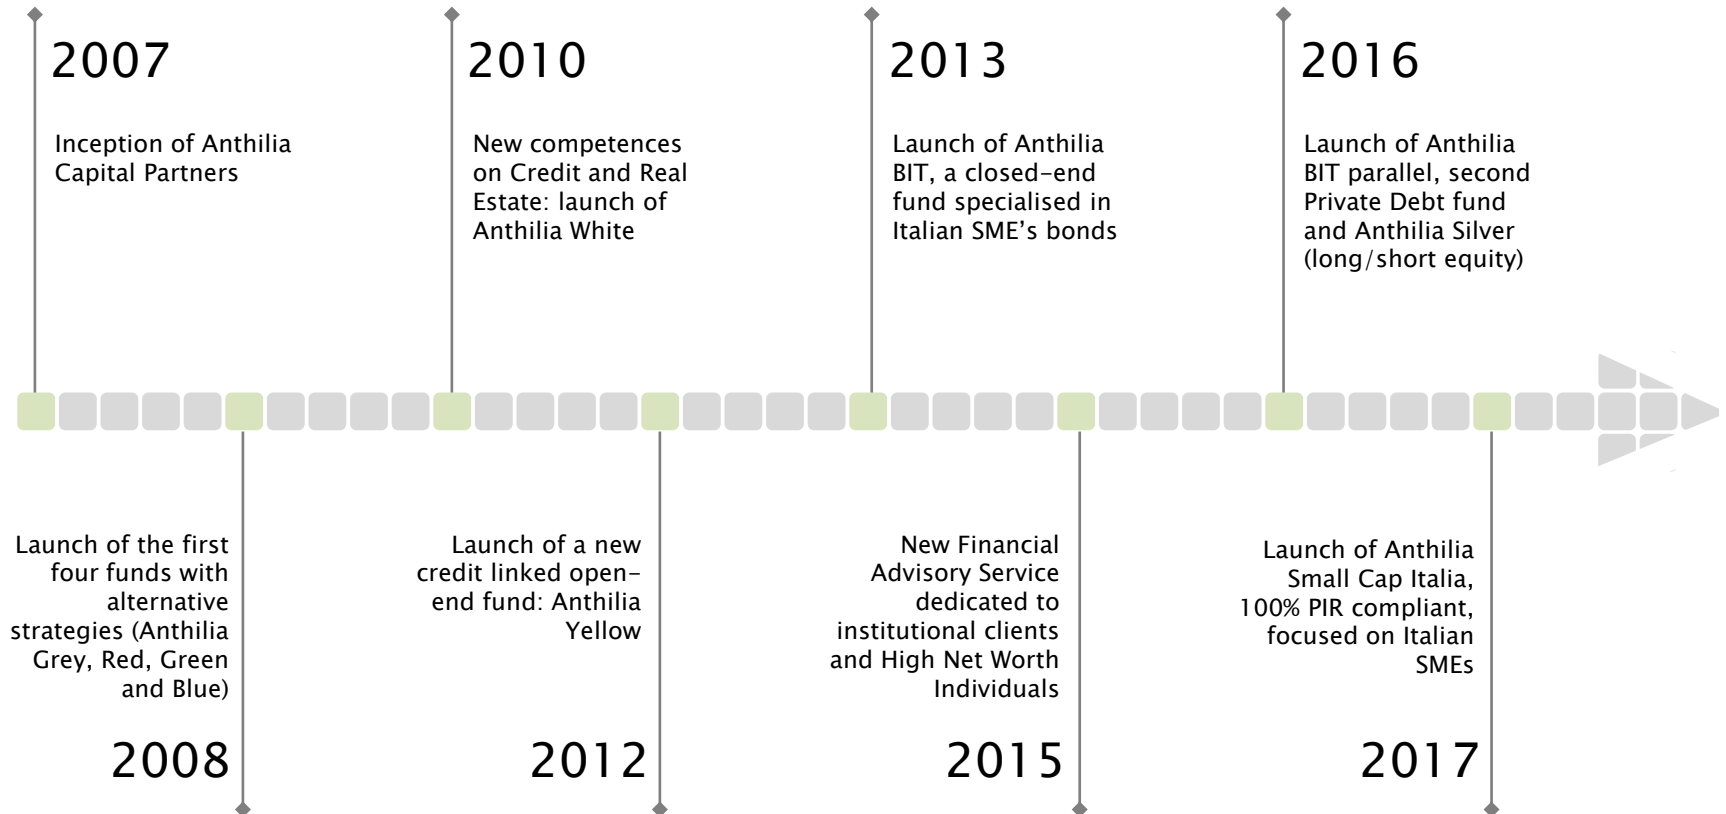 2007
Inception of Anthilia
Capital Partners
2010
New competences
on Credit and Real
Estate: launch of
Anthilia White
2013
Launch of Anthilia
BIT, a closed-end
fund specialised in
Italian SME's bonds
2016
Launch of Anthilia
BIT parallel, second
Private Debt fund
and Anthilia Silver
(long/short equity)
Launch of the first
four funds with
alternative
strategies (Anthilia
Grey, Red, Green
and Blue)
2008
Launch of a new
credit linked open-
end fund: Anthilia
Yellow
2012
New Financial
Advisory Service
dedicated to
institutional clients
and High Net Worth
Individuals
2015
Launch of Anthilia
Small Cap Italia,
100% PIR compliant,
focused on Italian
SMEs
2017